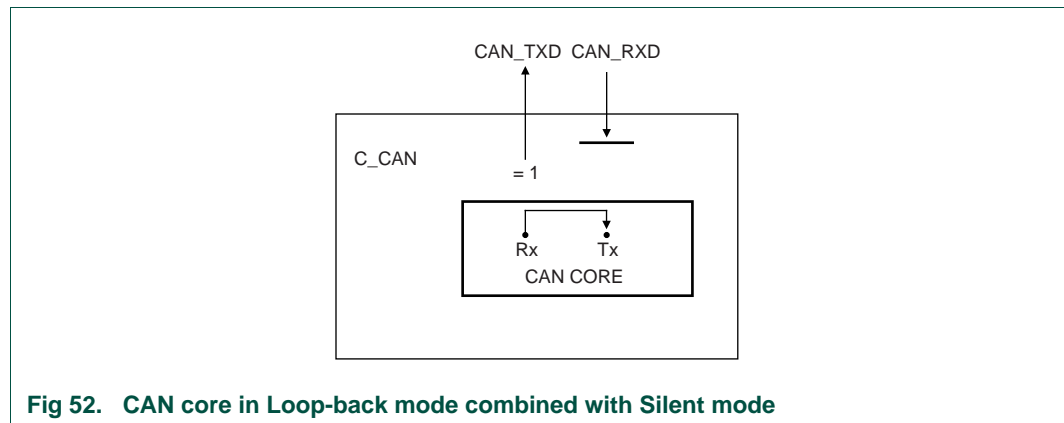 CAN_TXD CAN_RXD
C_CAN
= 1
Rx Tx
CAN CORE
Fig 52. CAN core in Loop-back mode combined with Silent mode